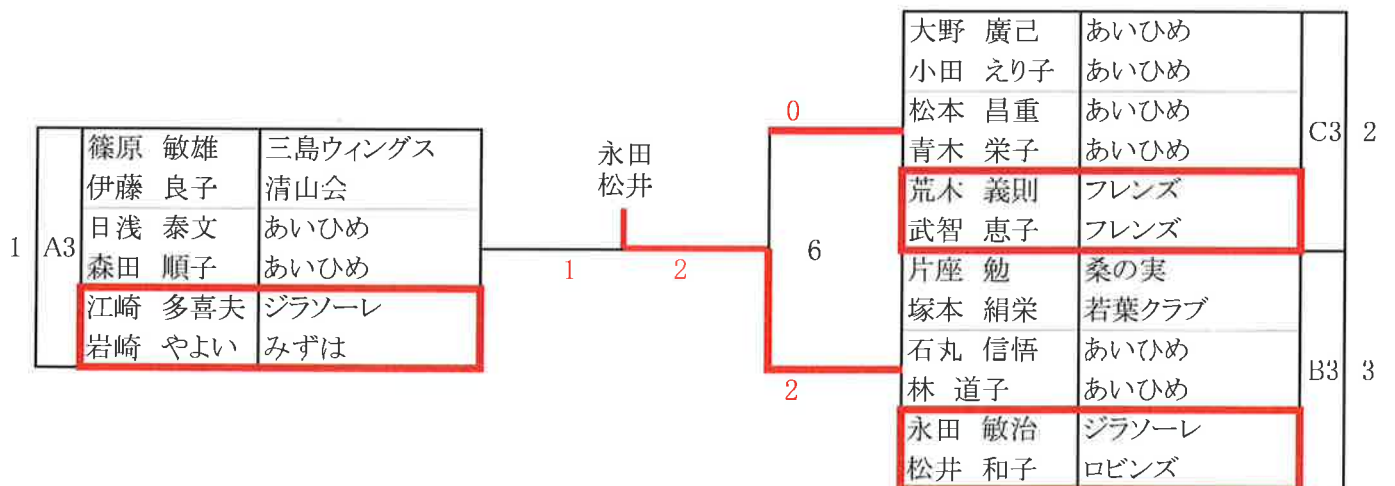 1
A3
篠原 敏雄 三島ウィングス
伊藤 良子 清山会
日浅 泰文 あいひめ
森田 順子 あいひめ
江崎 多喜夫 ジラソーレ
岩崎 やよい みずは
永田
松井
1
2
0
6
2
大野 廣己 あいひめ
小田 えり子 あいひめ
松本 昌重 あいひめ
青木 栄子 あいひめ
荒木 義則 フレンズ
武智 恵子 フレンズ
C3
2
片座 勉 桑の実
塚本 絹栄 若葉クラブ
石丸 信悟 あいひめ
林 道子 あいひめ
永田 敏治 ジラソーレ
松井 和子 ロビンズ
B3
3